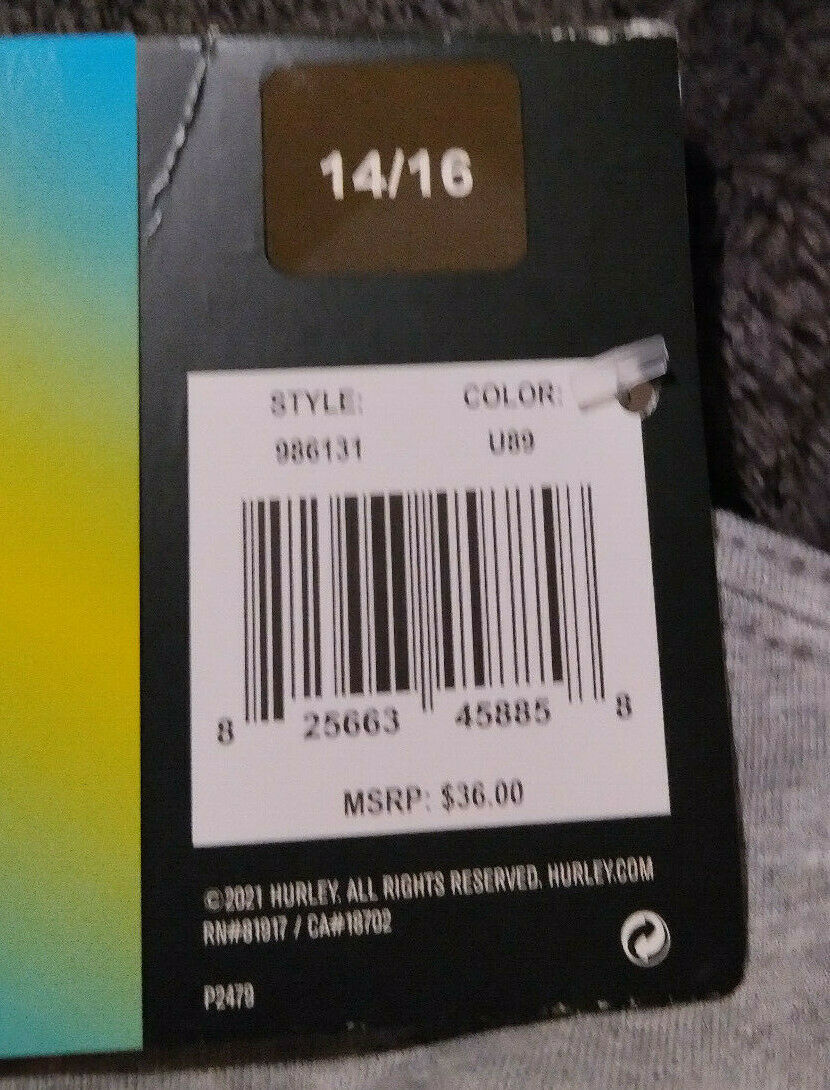 14/16
STYLE: COLOR:
986131 U89
8 25663 45885 8
MSRP: $36.00
©2021 HURLEY. ALL RIGHTS RESERVED. HURLEY.COM
RN#81917 / CA#18702
P2479